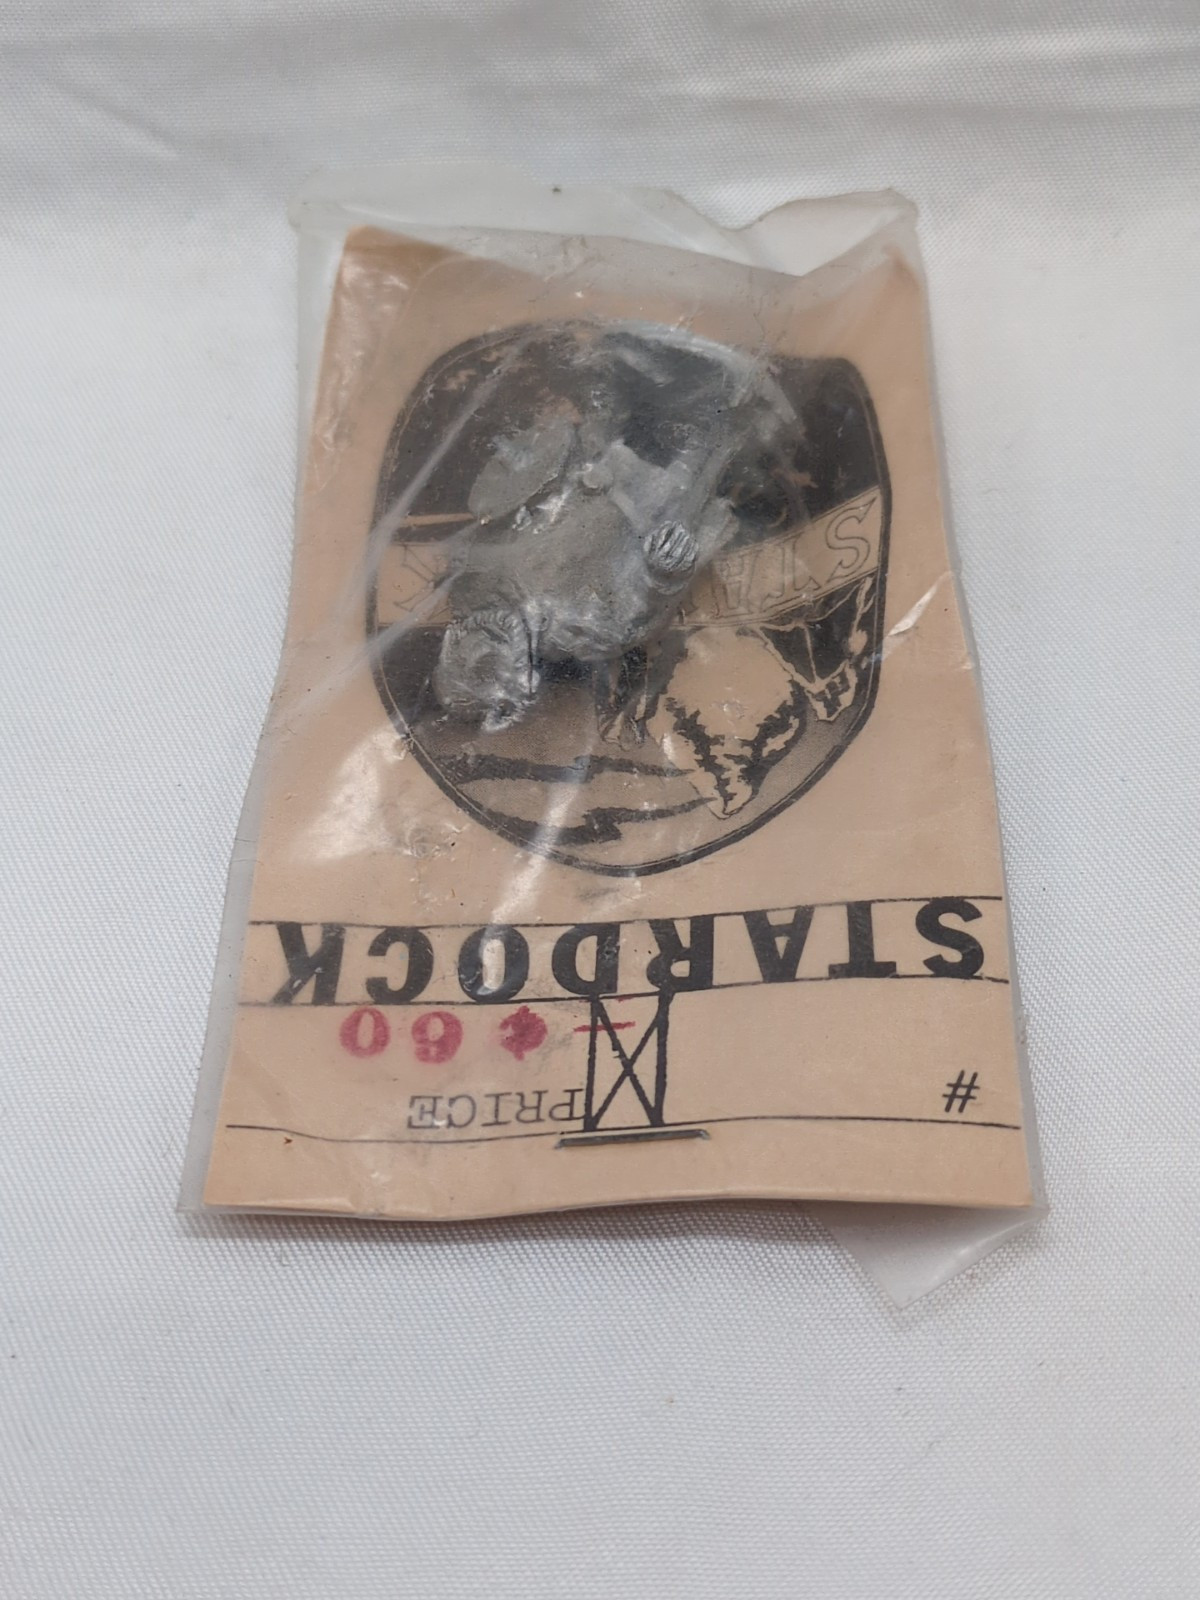 # PRICE
- ¢60
STARDOCK